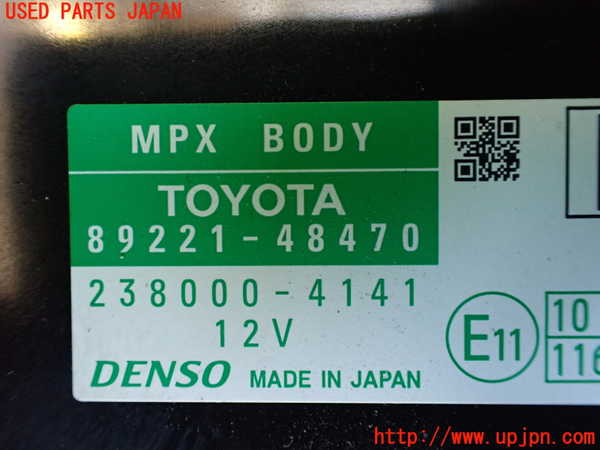 USED PARTS JAPAN
MPX BODY
TOYOTA
89221-48470
238000-4141
12V
DENSO MADE IN JAPAN
E11
10
116
http://www.upjpn.com/